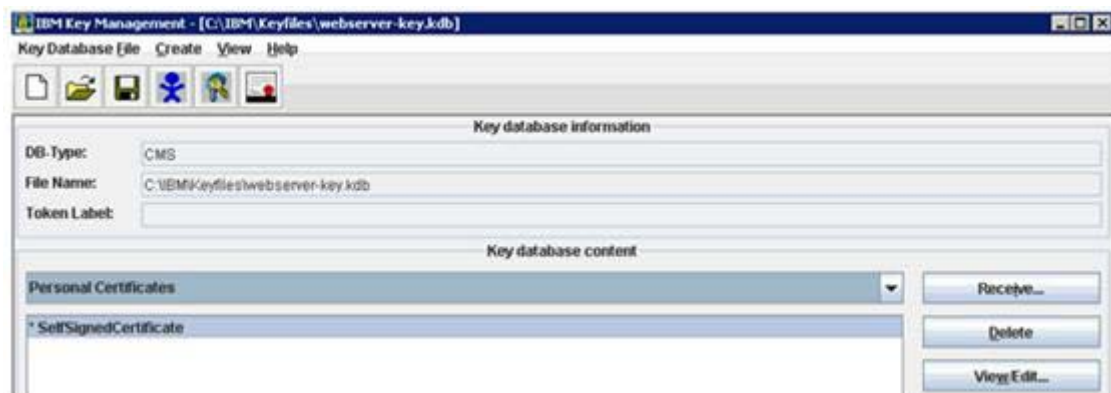 IBM Key Management - [C:\IBM\Keyfiles\webserver-key.kdb]
Key Database File Create View Help
Key database information
DB-Type: CMS
File Name: C:\IBM\Keyfiles\webserver-key.kdb
Token Label:
Key database content
Personal Certificates Receive...
* SelfSignedCertificate Delete
View/Edit...